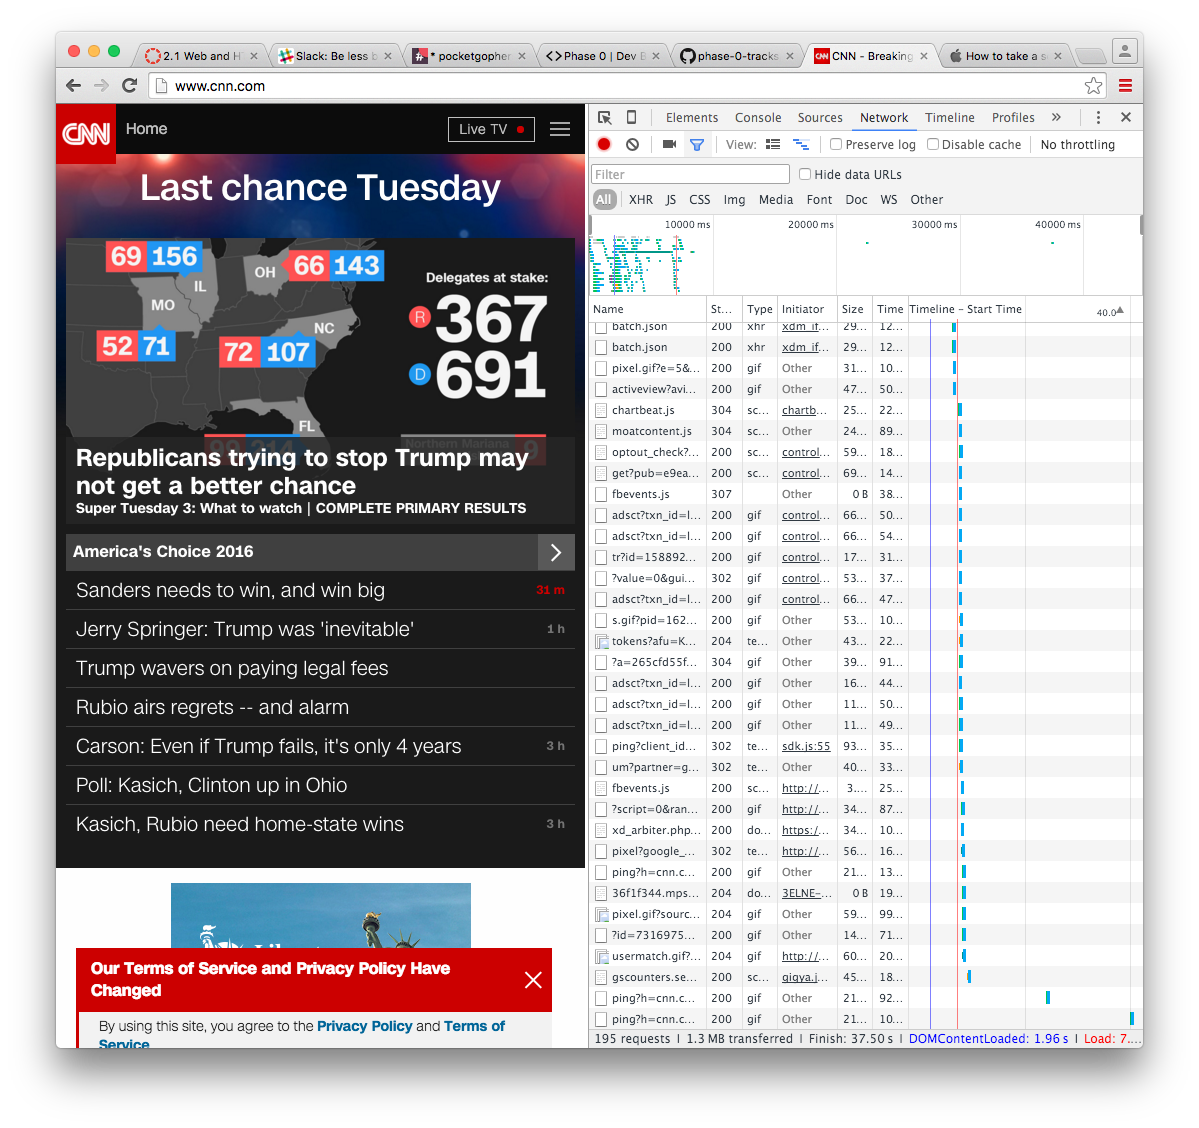 2.1 Web and H
Slack: Be less b
* pocketgopher
Phase 0 | Dev B
phase-0-tracks
CNN - Breaking
How to take a s
www.cnn.com
CNN
Home
Live TV
Last chance Tuesday
69 156
OH
66 143
IL
MO
NC
52 71
72 107
FL
Delegates at stake:
R 367
D 691
Northern Mariana
Republicans trying to stop Trump may
not get a better chance
Super Tuesday 3: What to watch | COMPLETE PRIMARY RESULTS
America's Choice 2016
Sanders needs to win, and win big 31 m
Jerry Springer: Trump was 'inevitable' 1 h
Trump wavers on paying legal fees
Rubio airs regrets -- and alarm
Carson: Even if Trump fails, it's only 4 years 3 h
Poll: Kasich, Clinton up in Ohio
Kasich, Rubio need home-state wins 3 h
Our Terms of Service and Privacy Policy Have
Changed
By using this site, you agree to the Privacy Policy and Terms of
Service
Elements Console Sources Network Timeline Profiles »
View: Preserve log Disable cache No throttling
Filter Hide data URLs
All XHR JS CSS Img Media Font Doc WS Other
10000 ms 20000 ms 30000 ms 40000 ms
Name St... Type Initiator Size Time Timeline – Start Time 40.0
batch.json 200 xhr xdm_if... 29... 12...
batch.json 200 xhr xdm_if... 29... 12...
pixel.gif?e=5&... 200 gif Other 31... 10...
activeview?avi... 200 gif Other 47... 50...
chartbeat.js 304 sc... chartb... 25... 22...
moatcontent.js 304 sc... Other 24... 89...
optout_check?... 200 sc... control... 59... 18...
get?pub=e9ea... 200 sc... control... 69... 14...
fbevents.js 307 Other 0 B 38...
adsct?txn_id=l... 200 gif control... 66... 50...
adsct?txn_id=l... 200 gif control... 66... 54...
tr?id=158892... 200 gif control... 17... 31...
?value=0&gui... 302 gif control... 53... 37...
adsct?txn_id=l... 200 gif control... 66... 47...
s.gif?pid=162... 200 gif Other 53... 10...
tokens?afu=K... 204 te... Other 43... 22...
?a=265cfd55f... 304 gif Other 39... 91...
adsct?txn_id=l... 200 gif Other 16... 44...
adsct?txn_id=l... 200 gif Other 11... 50...
adsct?txn_id=l... 200 gif Other 11... 49...
ping?client_id... 302 te... sdk.js:55 93... 35...
um?partner=g... 302 te... Other 40... 33...
fbevents.js 200 sc... http://... 3.... 25...
?script=0&ran... 200 gif http://... 34... 87...
xd_arbiter.php... 200 do... https:/... 34... 10...
pixel?google_... 302 te... http://... 56... 16...
ping?h=cnn.c... 200 gif Other 21... 13...
36f1f344.mps... 204 do... 3ELNE-... 0 B 19...
pixel.gif?sourc... 204 gif Other 59... 99...
?id=7316975... 200 gif Other 14... 71...
usermatch.gif?... 204 gif http://... 60... 20...
gscounters.se... 200 sc... gigya.j... 45... 18...
ping?h=cnn.c... 200 gif Other 21... 92...
ping?h=cnn.c... 200 gif Other 21... 10...
195 requests | 1.3 MB transferred | Finish: 37.50 s | DOMContentLoaded: 1.96 s | Load: 7....